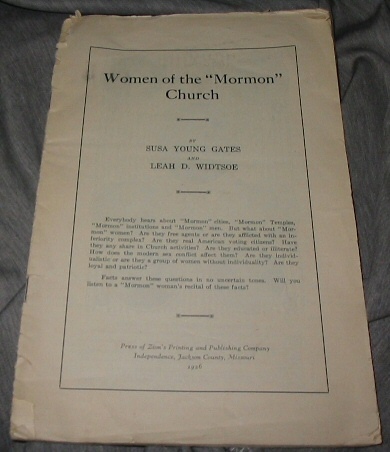 Women of the "Mormon"
Church
BY
SUSA YOUNG GATES
AND
LEAH D. WIDTSOE
Everybody hears about "Mormon" cities, "Mormon" Temples,
"Mormon" institutions and "Mormon" men. But what about "Mor-
mon" women? Are they free agents or are they afflicted with an in-
feriority complex? Are they real American voting citizens? Have
they any share in Church activities? Are they educated or illiterate?
How does the modern sex conflict affect them? Are they individ-
ualistic or are they a group of women without individuality? Are they
loyal and patriotic?
Facts answer these questions in no uncertain tones. Will you
listen to a "Mormon" woman's recital of these facts?
Press of Zion's Printing and Publishing Company
Independence, Jackson County, Missouri
1926